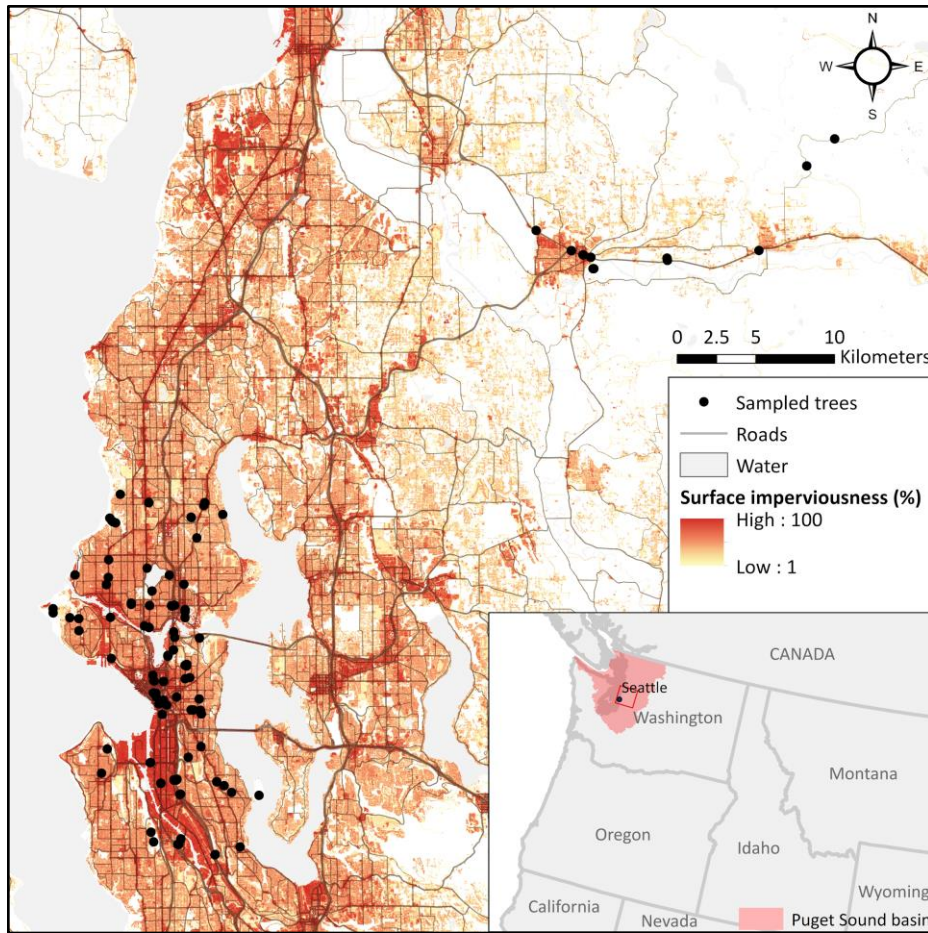 N
W E
S
0 2.5 5 10
Kilometers
Sampled trees
Roads
Water
Surface imperviousness (%)
High : 100
Low : 1
CANADA
Seattle
Washington
Montana
Oregon
Idaho
Wyoming
California
Nevada
Puget Sound basin